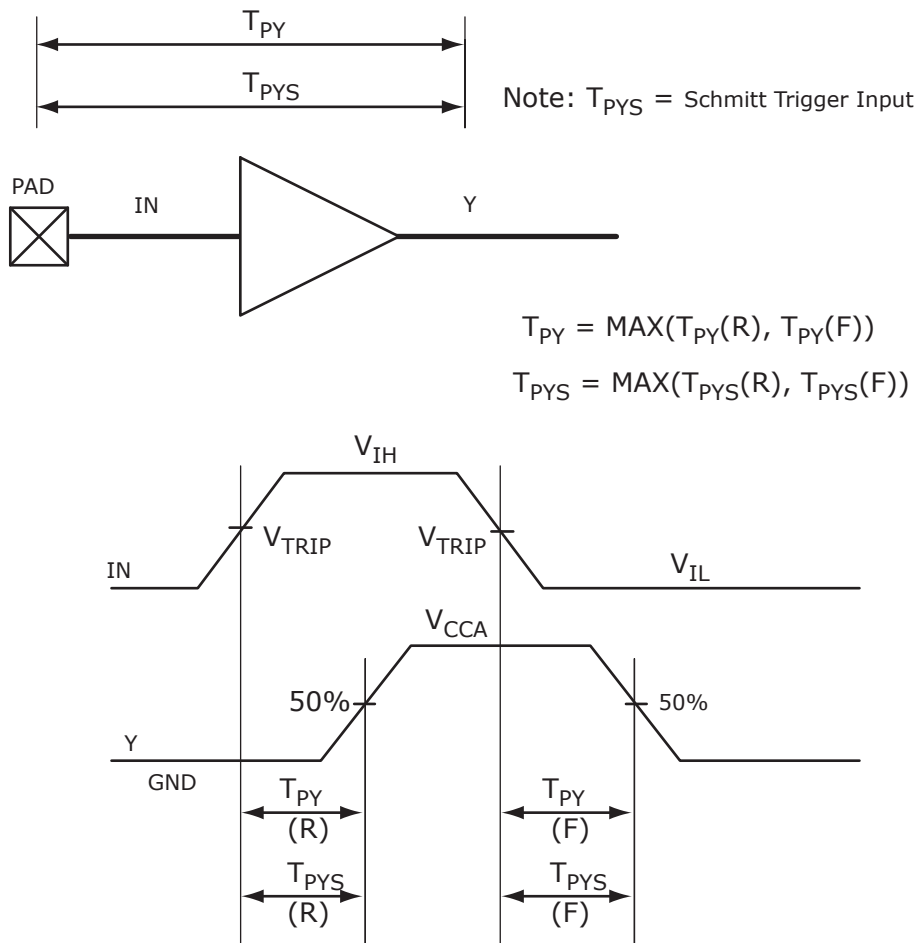 T_PY
T_PYS
Note: T_PYS = Schmitt Trigger Input
PAD
IN
Y
T_PY = MAX(T_PY(R), T_PY(F))
T_PYS = MAX(T_PYS(R), T_PYS(F))
V_IH
V_TRIP
V_TRIP
IN
V_IL
V_CCA
50%
50%
Y
GND
T_PY
(R)
T_PY
(F)
T_PYS
(R)
T_PYS
(F)